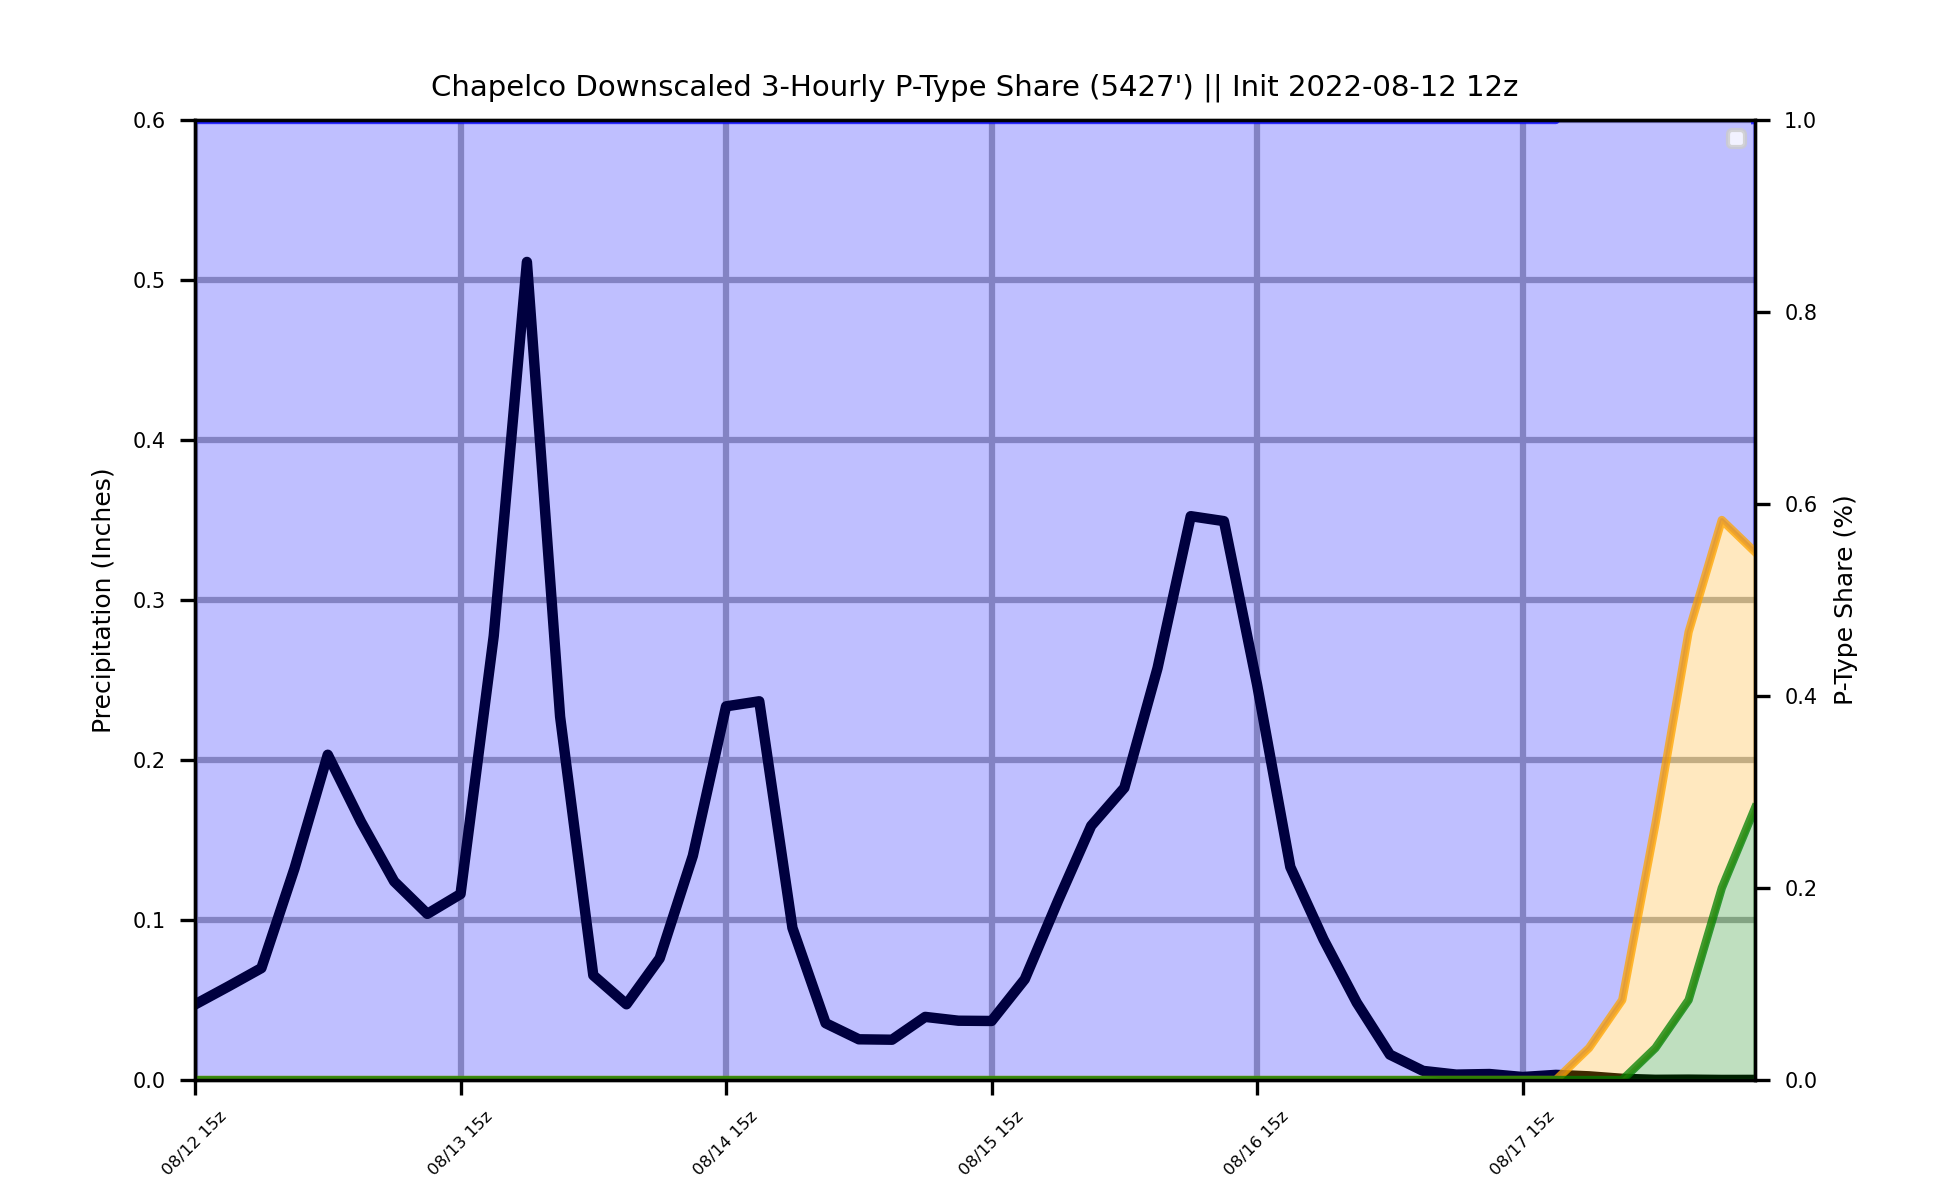 Chapelco Downscaled 3-Hourly P-Type Share (5427') || Init 2022-08-12 12z
Precipitation (Inches)
0.6
0.5
0.4
0.3
0.2
0.1
0.0
1.0
0.8
0.6
0.4
0.2
0.0
P-Type Share (%)
08/12 15z
08/13 15z
08/14 15z
08/15 15z
08/16 15z
08/17 15z